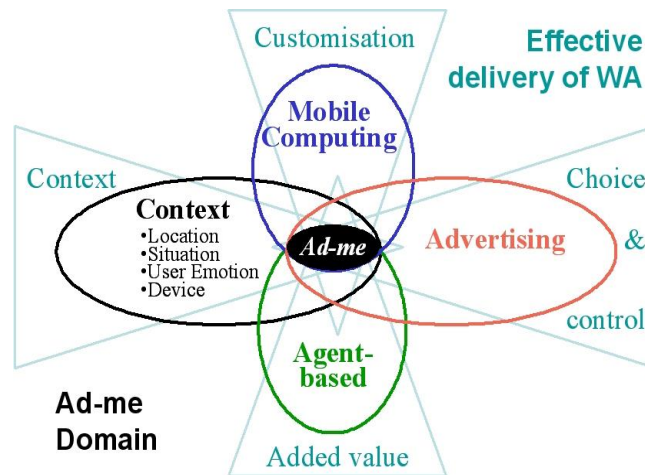 Customisation
Effective
delivery of WA
Mobile
Computing
Context
Choice
Context
•Location
•Situation
•User Emotion
•Device
Ad-me
Advertising
&
control
Agent-
based
Ad-me
Domain
Added value